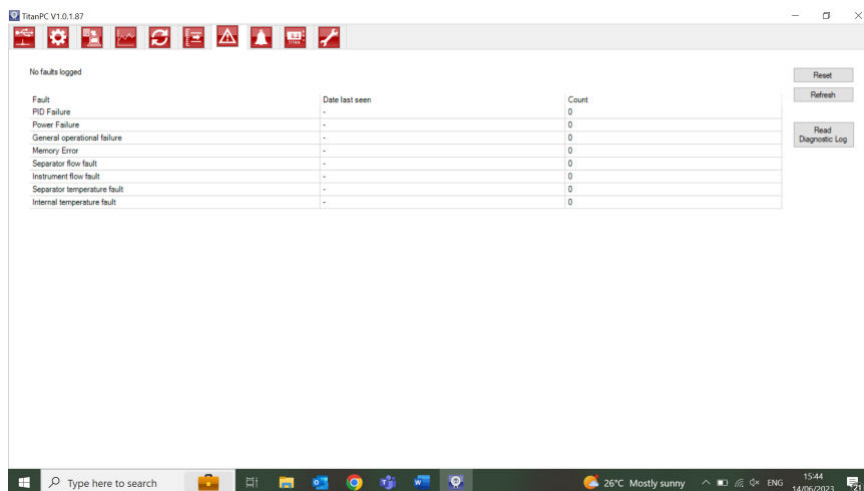 TitanPC V1.0.1.87
No faults logged
Reset
Refresh
Read
Diagnostic Log
Fault Date last seen Count
PID Failure - 0
Power Failure - 0
General operational failure - 0
Memory Error - 0
Separator flow fault - 0
Instrument flow fault - 0
Separator temperature fault - 0
Internal temperature fault - 0
Type here to search
26°C Mostly sunny
ENG
15:44
14/06/2023
21